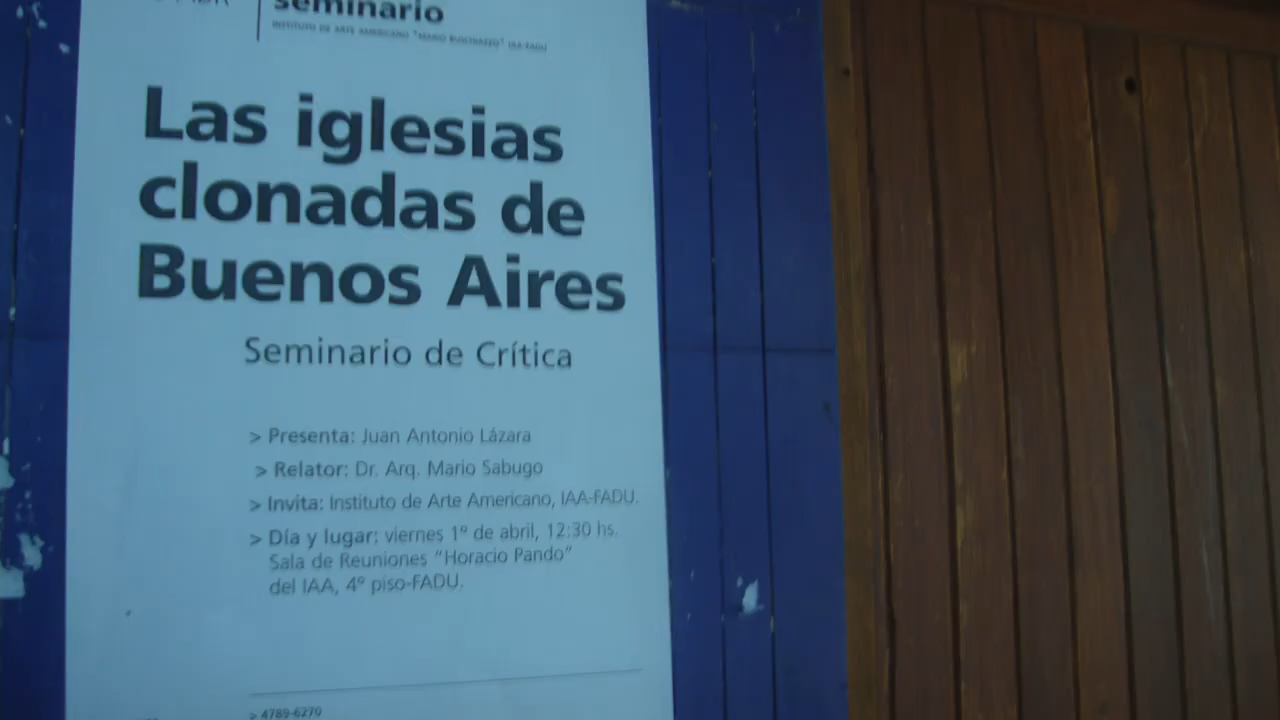 seminario
INSTITUTO DE ARTE AMERICANO "MARIO BUSCHIAZZO" IAA-FADU
Las iglesias
clonadas de
Buenos Aires
Seminario de Crítica
> Presenta: Juan Antonio Lázara
> Relator: Dr. Arq. Mario Sabugo
> Invita: Instituto de Arte Americano, IAA-FADU.
> Día y lugar: viernes 1º de abril, 12:30 hs.
Sala de Reuniones "Horacio Pando"
del IAA, 4º piso-FADU.
> 4789-6270